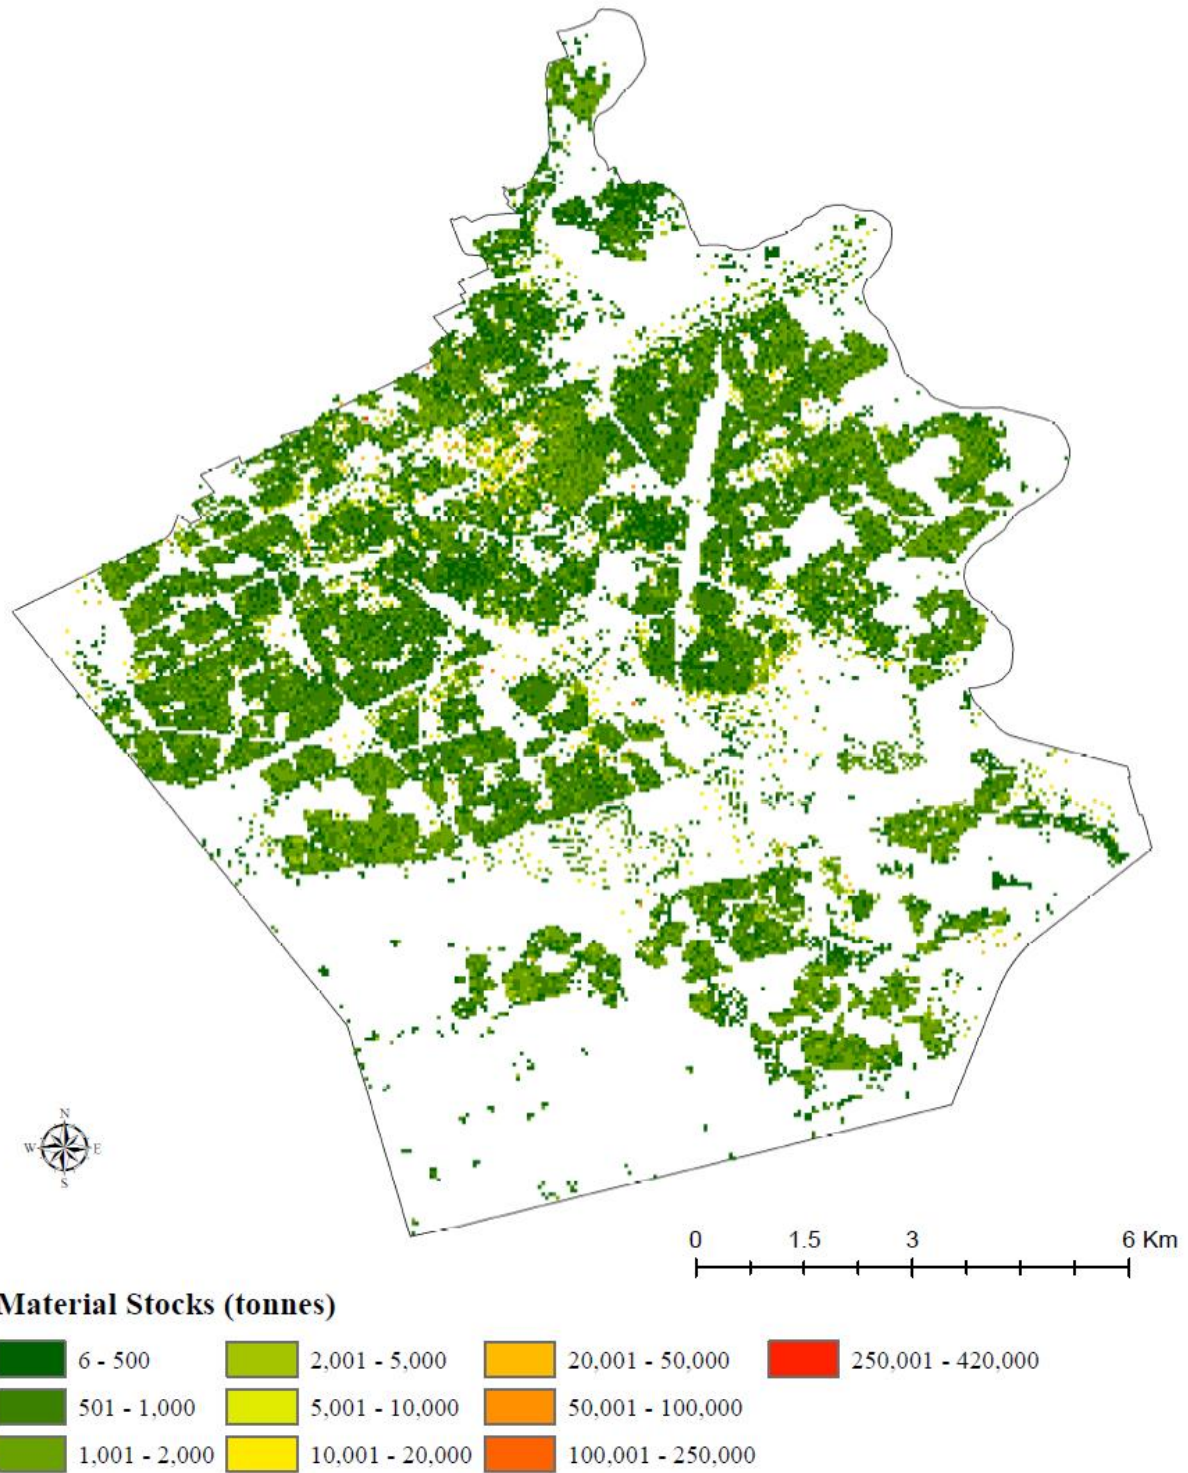 N
W E
S
0 1.5 3 6 Km
Material Stocks (tonnes)
6 - 500 2,001 - 5,000 20,001 - 50,000 250,001 - 420,000
501 - 1,000 5,001 - 10,000 50,001 - 100,000
1,001 - 2,000 10,001 - 20,000 100,001 - 250,000